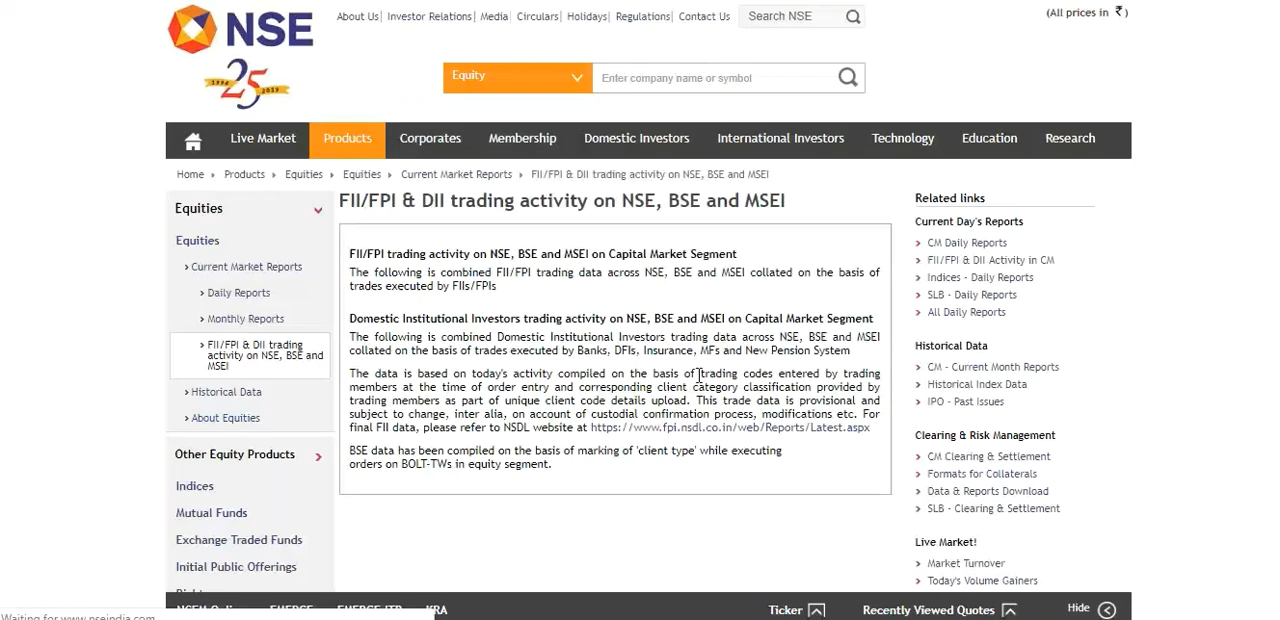 NSE
1994 25 2019
About Us| Investor Relations| Media| Circulars| Holidays| Regulations| Contact Us
Search NSE
(All prices in ₹ )
Equity
Enter company name or symbol
Live Market
Products
Corporates
Membership
Domestic Investors
International Investors
Technology
Education
Research
Home › Products › Equities › Equities › Current Market Reports › FII/FPI & DII trading activity on NSE, BSE and MSEI
Equities
Equities
› Current Market Reports
› Daily Reports
› Monthly Reports
› FII/FPI & DII trading
activity on NSE, BSE and
MSEI
› Historical Data
› About Equities
Other Equity Products
Indices
Mutual Funds
Exchange Traded Funds
Initial Public Offerings
FII/FPI & DII trading activity on NSE, BSE and MSEI
FII/FPI trading activity on NSE, BSE and MSEI on Capital Market Segment
The following is combined FII/FPI trading data across NSE, BSE and MSEI collated on the basis of
trades executed by FIIs/FPIs
Domestic Institutional Investors trading activity on NSE, BSE and MSEI on Capital Market Segment
The following is combined Domestic Institutional Investors trading data across NSE, BSE and MSEI
collated on the basis of trades executed by Banks, DFIs, Insurance, MFs and New Pension System
The data is based on today's activity compiled on the basis of trading codes entered by trading
members at the time of order entry and corresponding client category classification provided by
trading members as part of unique client code details upload. This trade data is provisional and
subject to change, inter alia, on account of custodial confirmation process, modifications etc. For
final FII data, please refer to NSDL website at https://www.fpi.nsdl.co.in/web/Reports/Latest.aspx
BSE data has been compiled on the basis of marking of 'client type' while executing
orders on BOLT-TWs in equity segment.
Related links
Current Day's Reports
› CM Daily Reports
› FII/FPI & DII Activity in CM
› Indices - Daily Reports
› SLB - Daily Reports
› All Daily Reports
Historical Data
› CM - Current Month Reports
› Historical Index Data
› IPO - Past Issues
Clearing & Risk Management
› CM Clearing & Settlement
› Formats for Collaterals
› Data & Reports Download
› SLB - Clearing & Settlement
Live Market!
› Market Turnover
› Today's Volume Gainers
KRA
Ticker
Recently Viewed Quotes
Hide
Waiting for www.nseindia.com